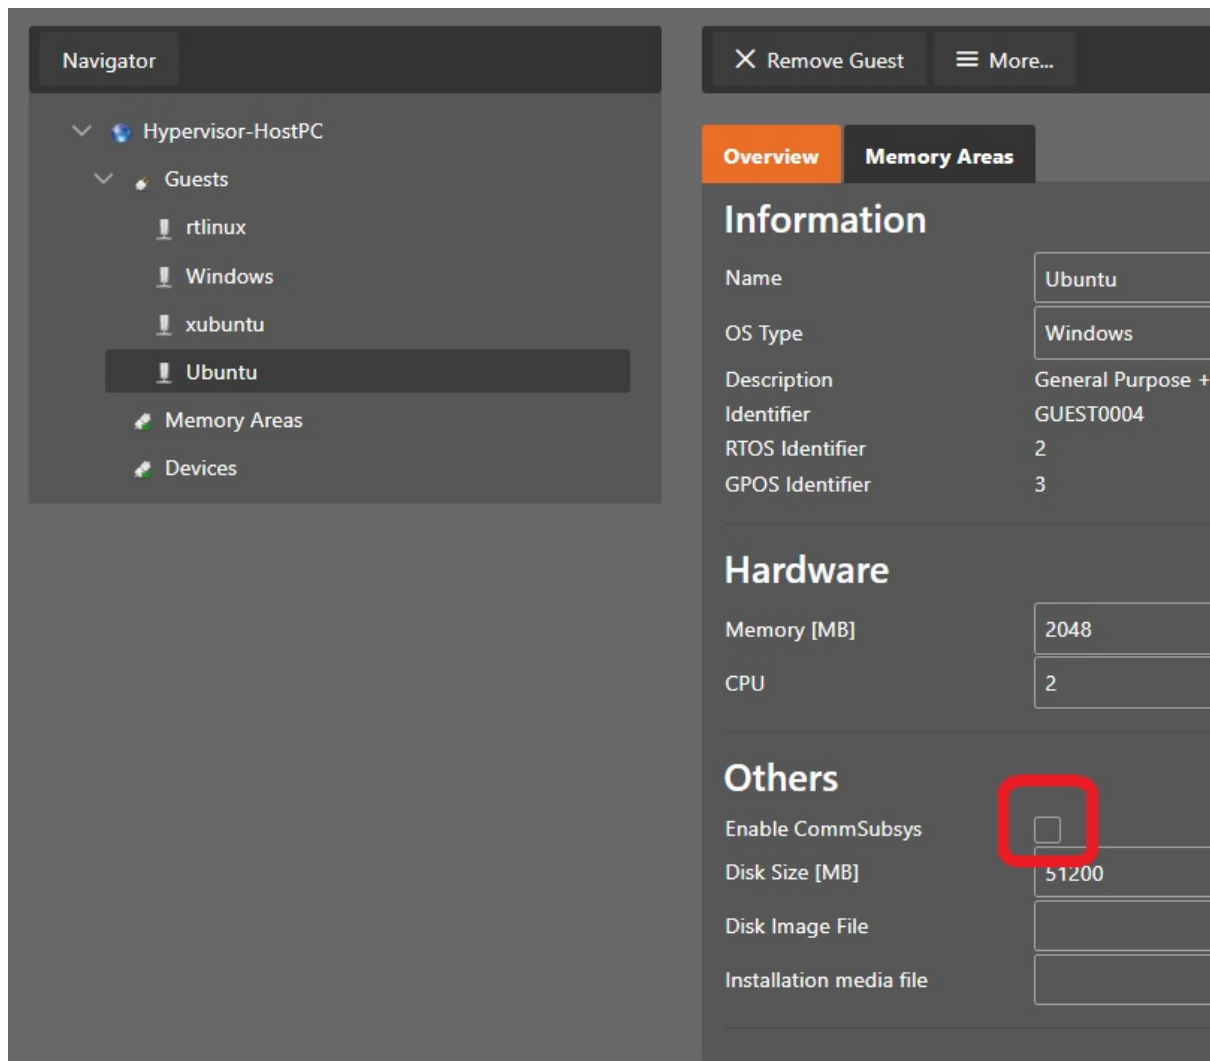 Navigator
Hypervisor-HostPC
Guests
rtlinux
Windows
xubuntu
Ubuntu
Memory Areas
Devices
Remove Guest More...
Overview Memory Areas
Information
Name Ubuntu
OS Type Windows
Description General Purpose +
Identifier GUEST0004
RTOS Identifier 2
GPOS Identifier 3
Hardware
Memory [MB] 2048
CPU 2
Others
Enable CommSubsys
Disk Size [MB] 51200
Disk Image File
Installation media file